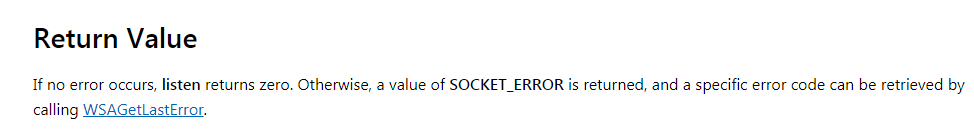 Return Value
If no error occurs, listen returns zero. Otherwise, a value of SOCKET_ERROR is returned, and a specific error code can be retrieved by
calling WSAGetLastError.